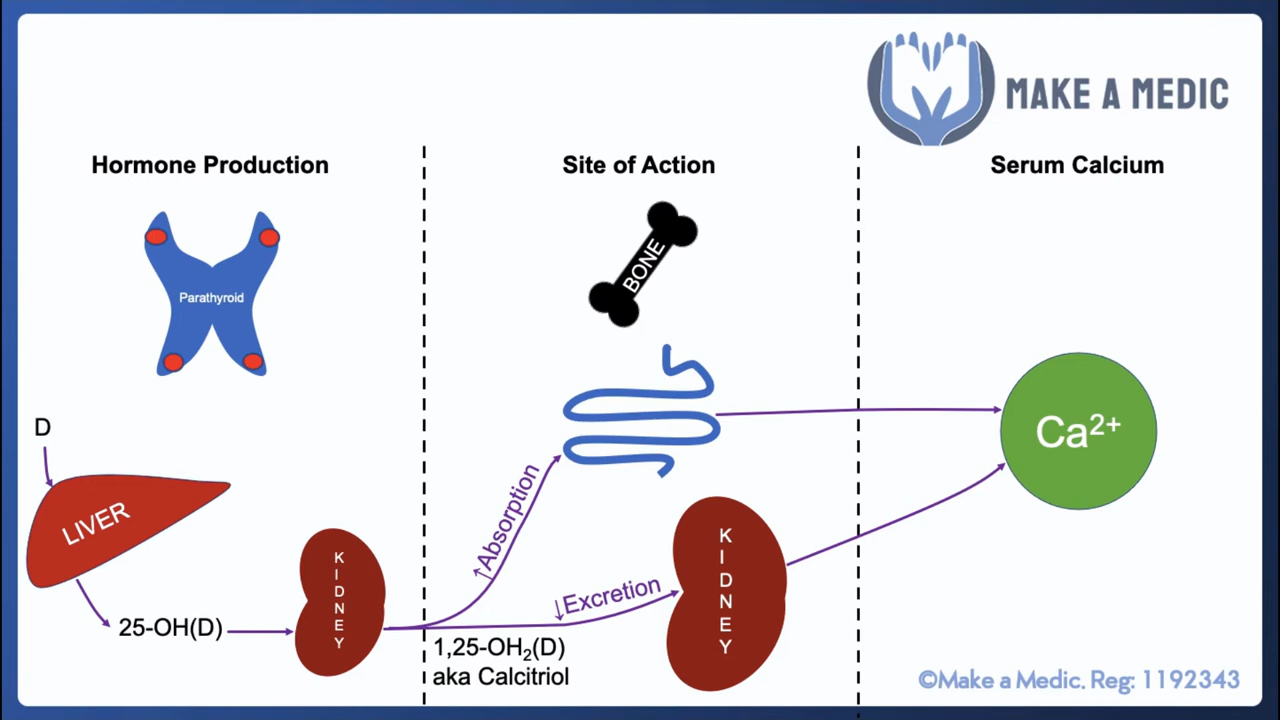 MAKE A MEDIC
Hormone Production
Site of Action
Serum Calcium
Parathyroid
BONE
D
LIVER
25-OH(D)
KIDNEY
↑Absorption
↓Excretion
1,25-OH₂(D)
aka Calcitriol
KIDNEY
Ca²⁺
©Make a Medic. Reg: 1192343